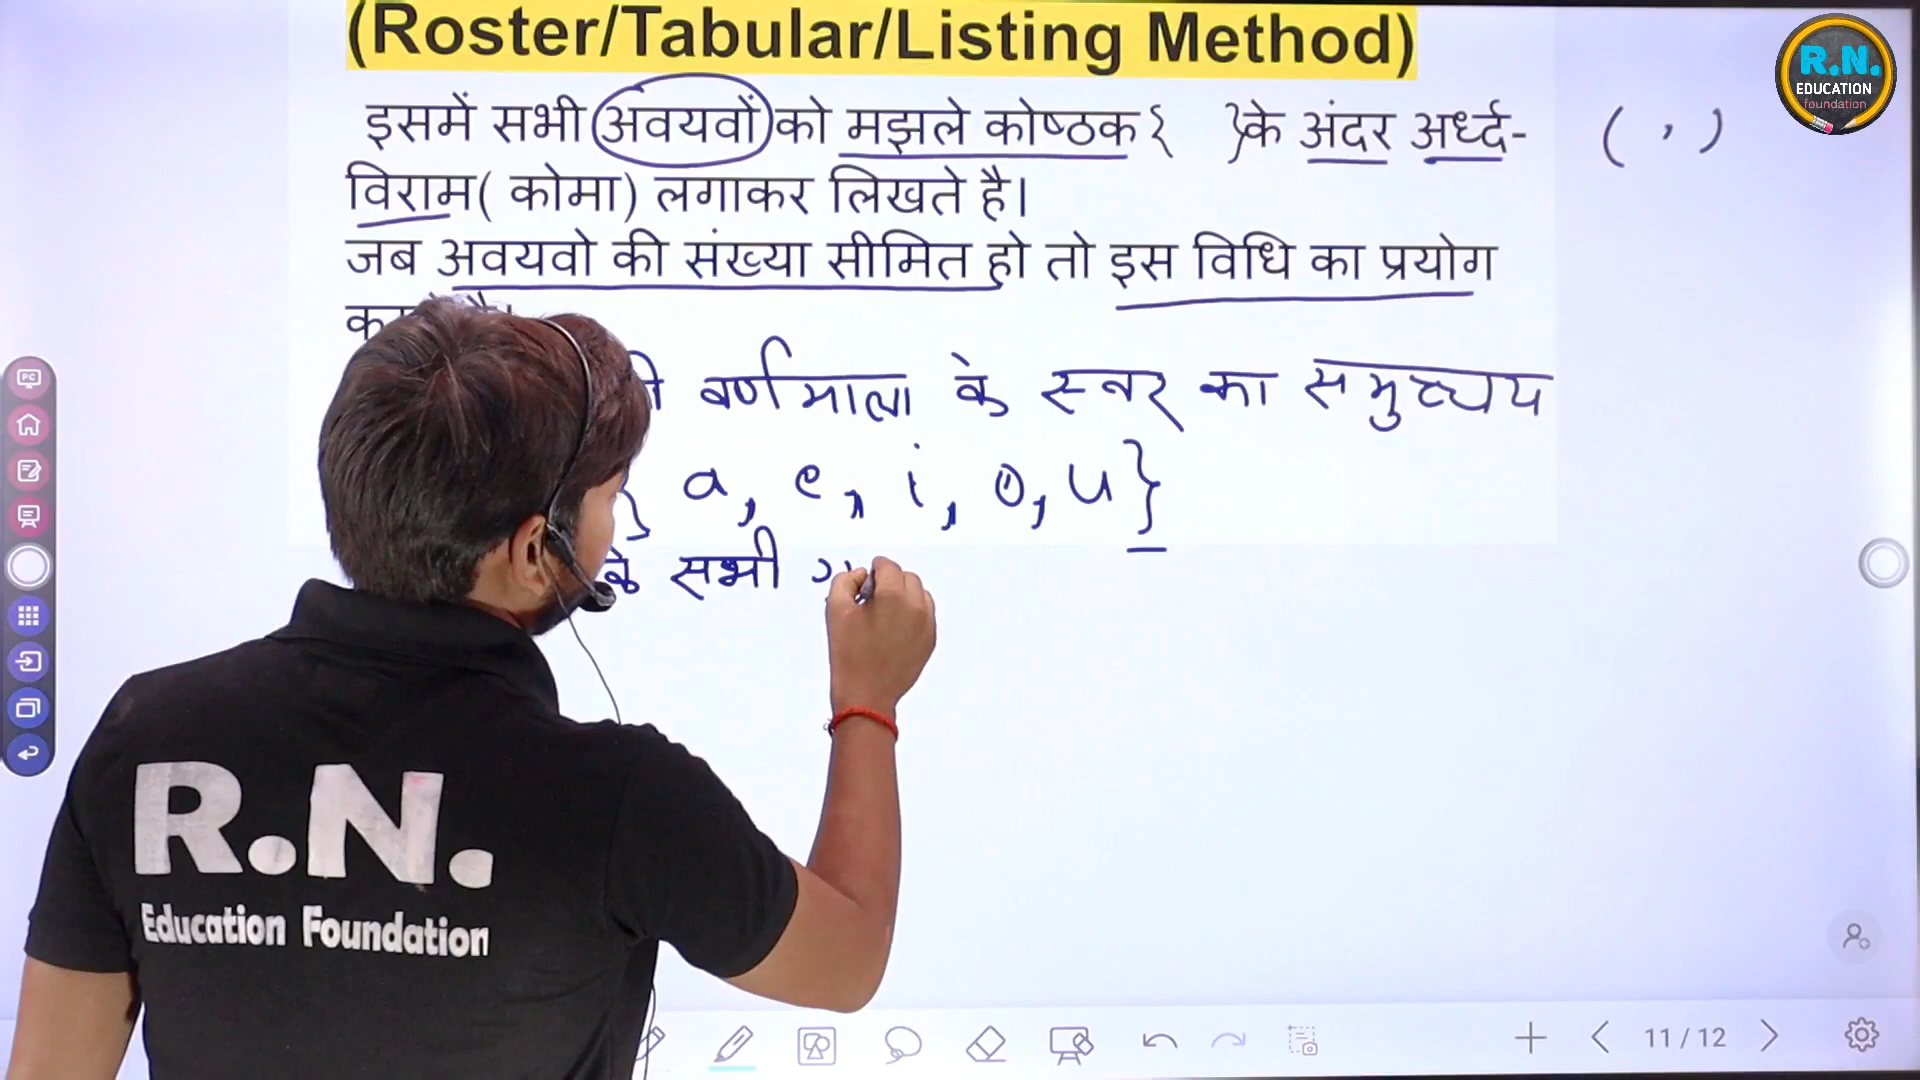 (Roster/Tabular/Listing Method)
इसमें सभी अवयवों को मझले कोष्ठक{ }के अंदर अर्ध्द- ( , )
विराम( कोमा) लगाकर लिखते है।
जब अवयवो की संख्या सीमित हो तो इस विधि का प्रयोग
वर्णमाला के स्वर का समुच्चय
{ a, e, i, o, u }
के सभी
R.N.
EDUCATION
foundation
R.N.
Education Foundation
PC
11 / 12